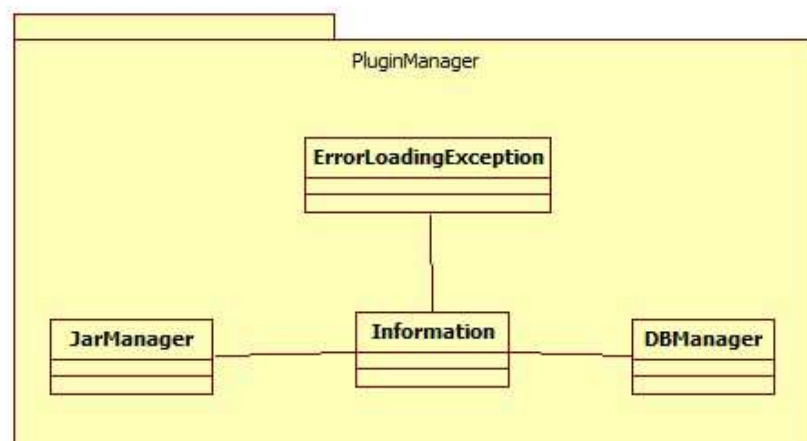 PluginManager
ErrorLoadingException
JarManager
Information
DBManager